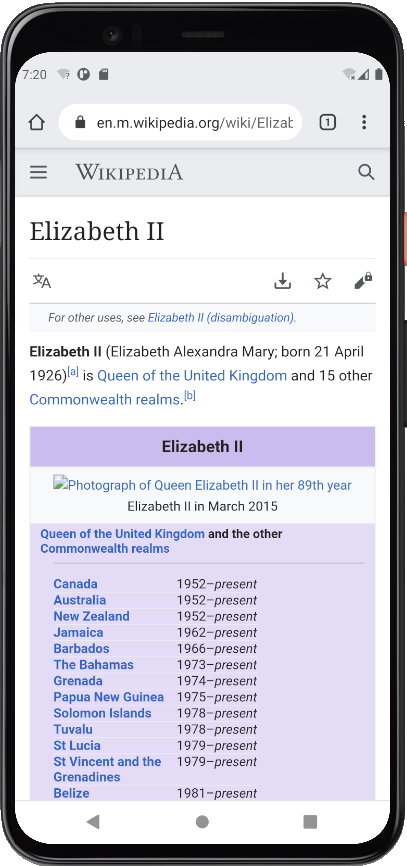 7:20
en.m.wikipedia.org/wiki/Elizab
1
WIKIPEDIA
Elizabeth II
文A
For other uses, see Elizabeth II (disambiguation).
Elizabeth II (Elizabeth Alexandra Mary; born 21 April
1926)[a] is Queen of the United Kingdom and 15 other
Commonwealth realms.[b]
Elizabeth II
Photograph of Queen Elizabeth II in her 89th year
Elizabeth II in March 2015
Queen of the United Kingdom and the other
Commonwealth realms
Canada 1952–present
Australia 1952–present
New Zealand 1952–present
Jamaica 1962–present
Barbados 1966–present
The Bahamas 1973–present
Grenada 1974–present
Papua New Guinea 1975–present
Solomon Islands 1978–present
Tuvalu 1978–present
St Lucia 1979–present
St Vincent and the 1979–present
Grenadines
Belize 1981–present